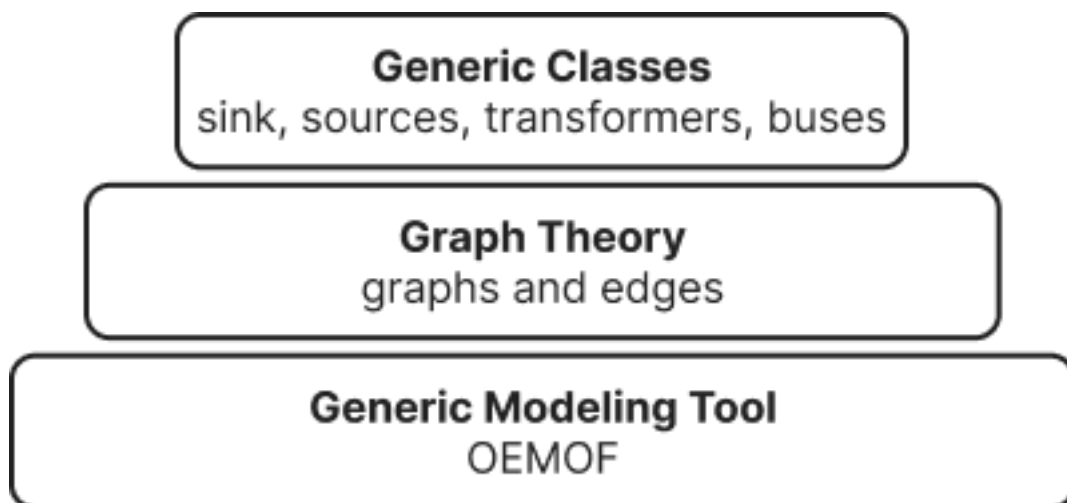 Generic Classes
sink, sources, transformers, buses
Graph Theory
graphs and edges
Generic Modeling Tool
OEMOF